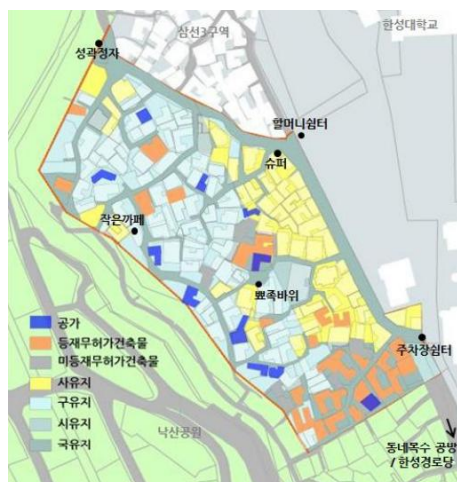 삼선3구역
한성대학교
성곽정자
할머니쉼터
슈퍼
작은까페
뾰족바위
주차장쉼터
공가
등재무허가건축물
미등재무허가건축물
사유지
구유지
시유지
국유지
낙산공원
동네목수 공방
/ 한성경로당